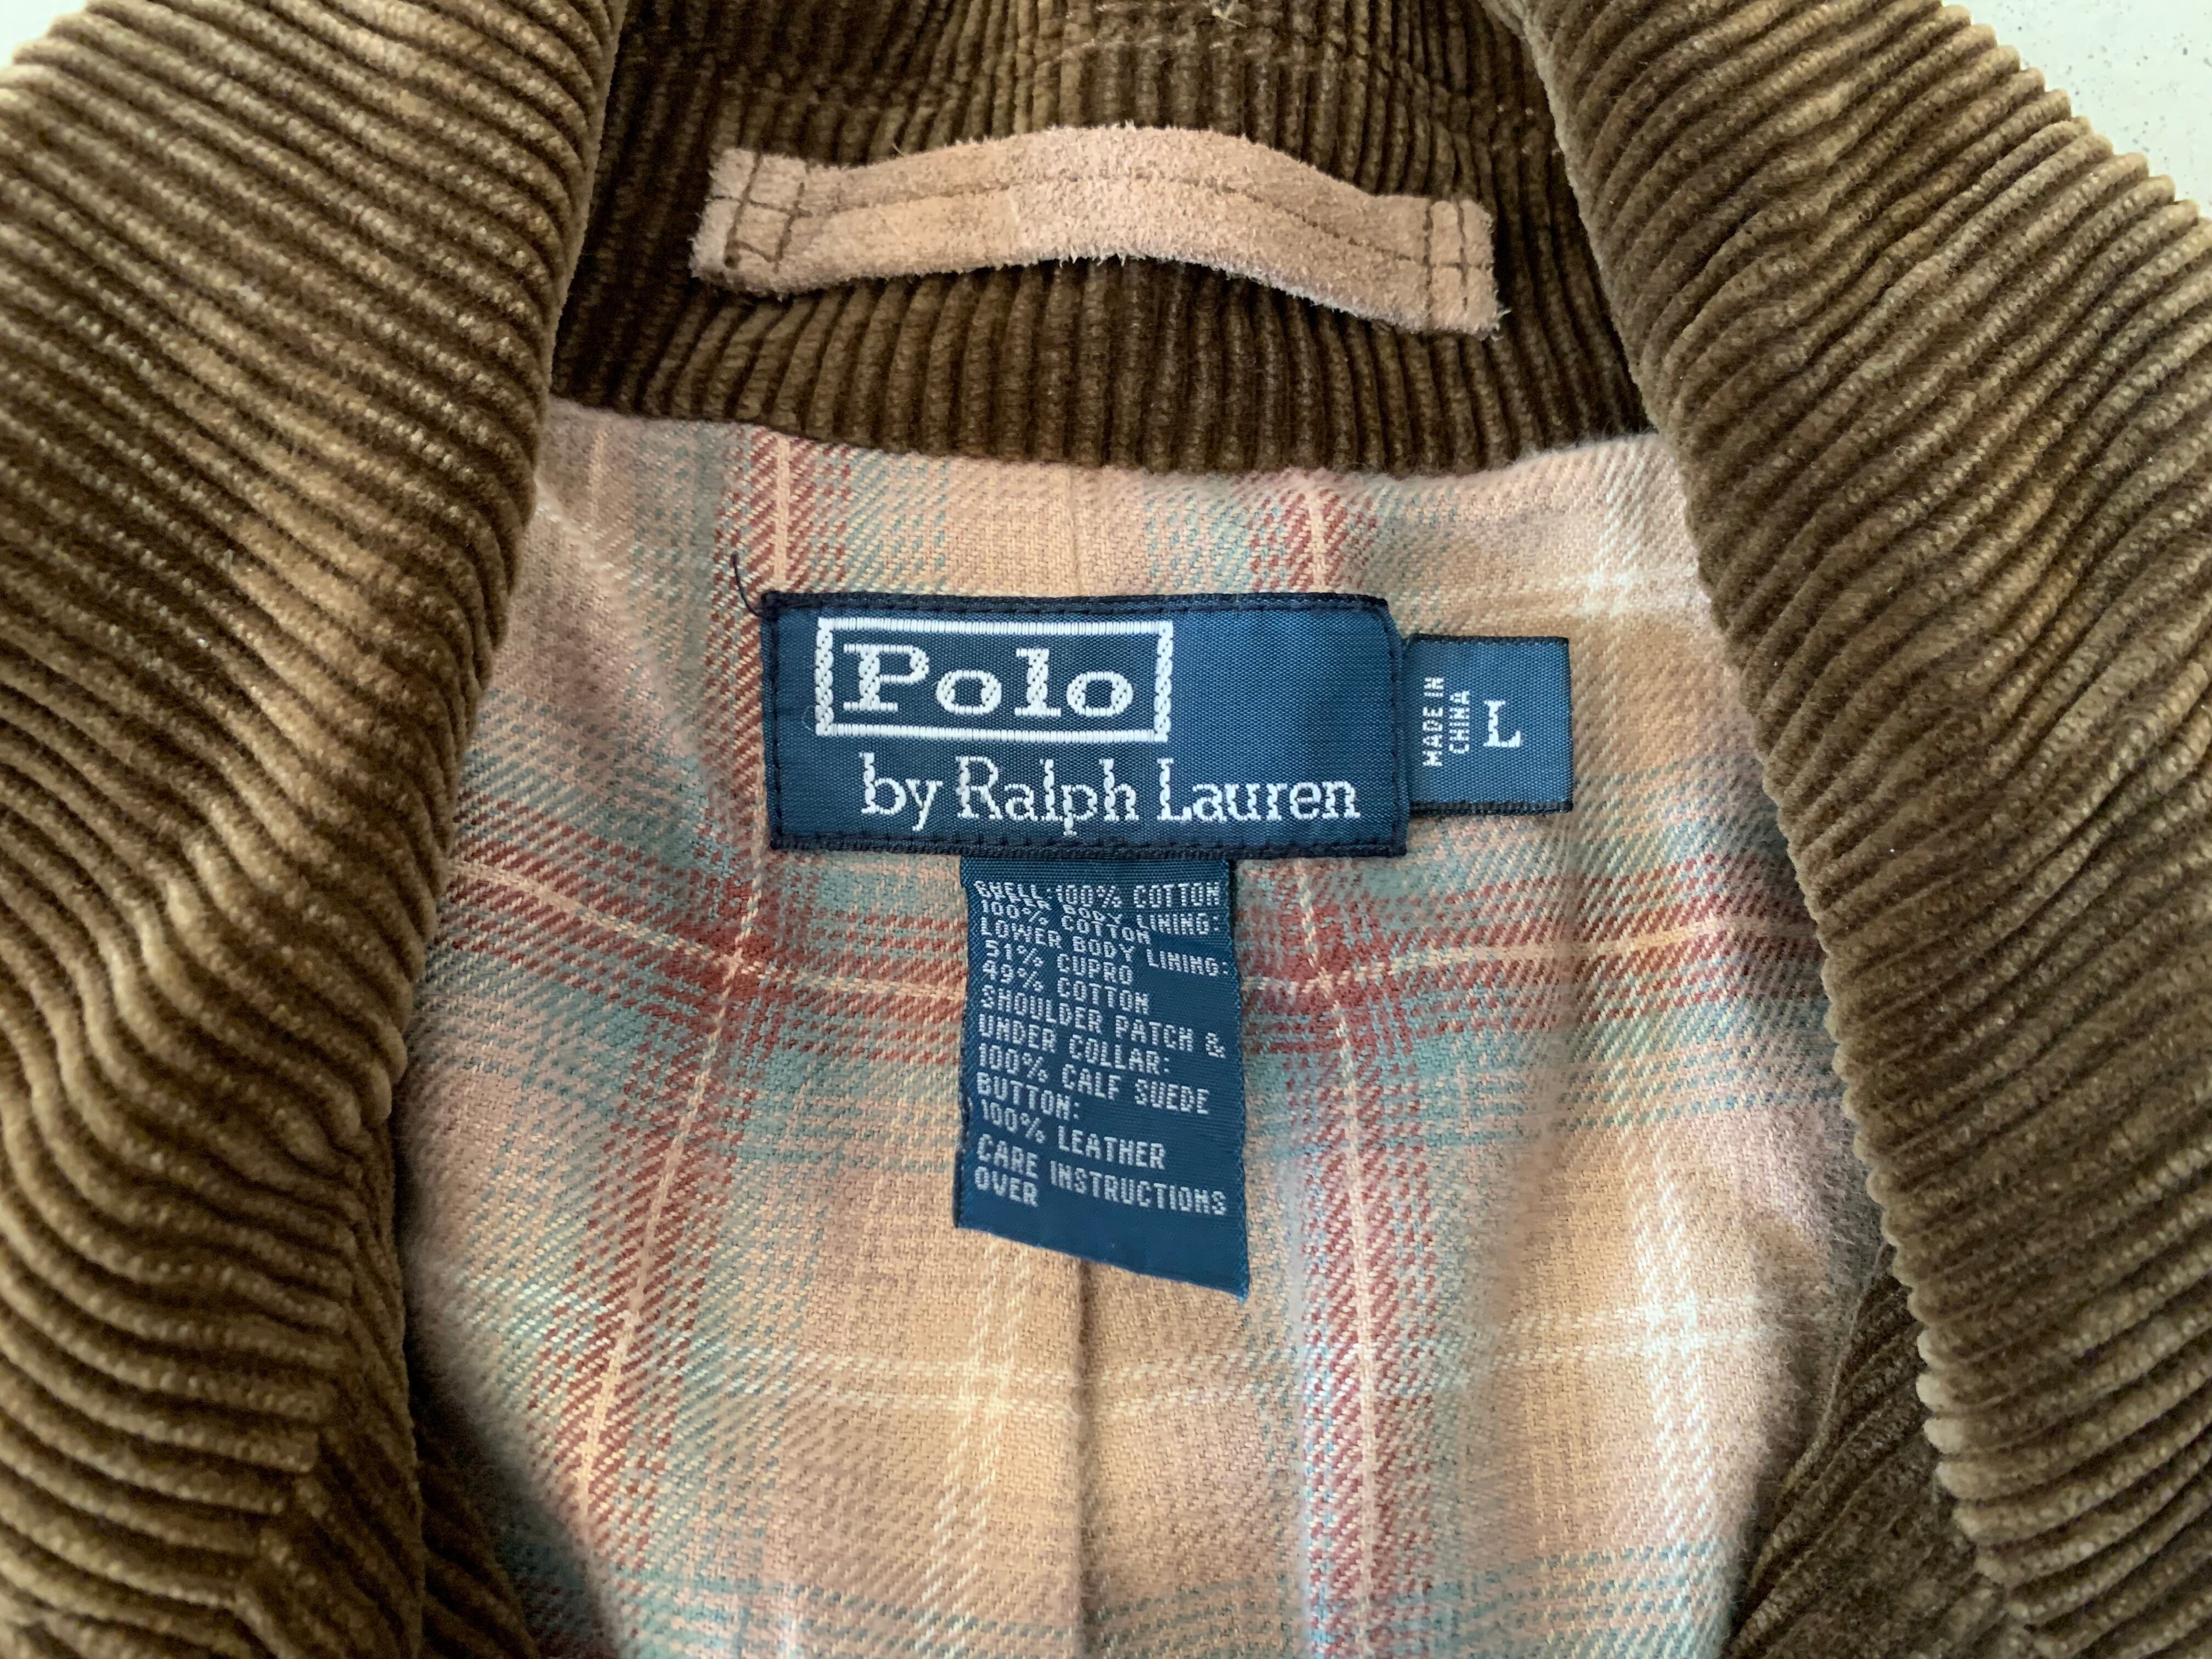 Polo
by Ralph Lauren
MADE IN
CHINA
L
SHELL:100% COTTON
UPPER BODY LINING:
100% COTTON
LOWER BODY LINING:
51% CUPRO
49% COTTON
SHOULDER PATCH &
UNDER COLLAR:
100% CALF SUEDE
BUTTON:
100% LEATHER
CARE INSTRUCTIONS
OVER